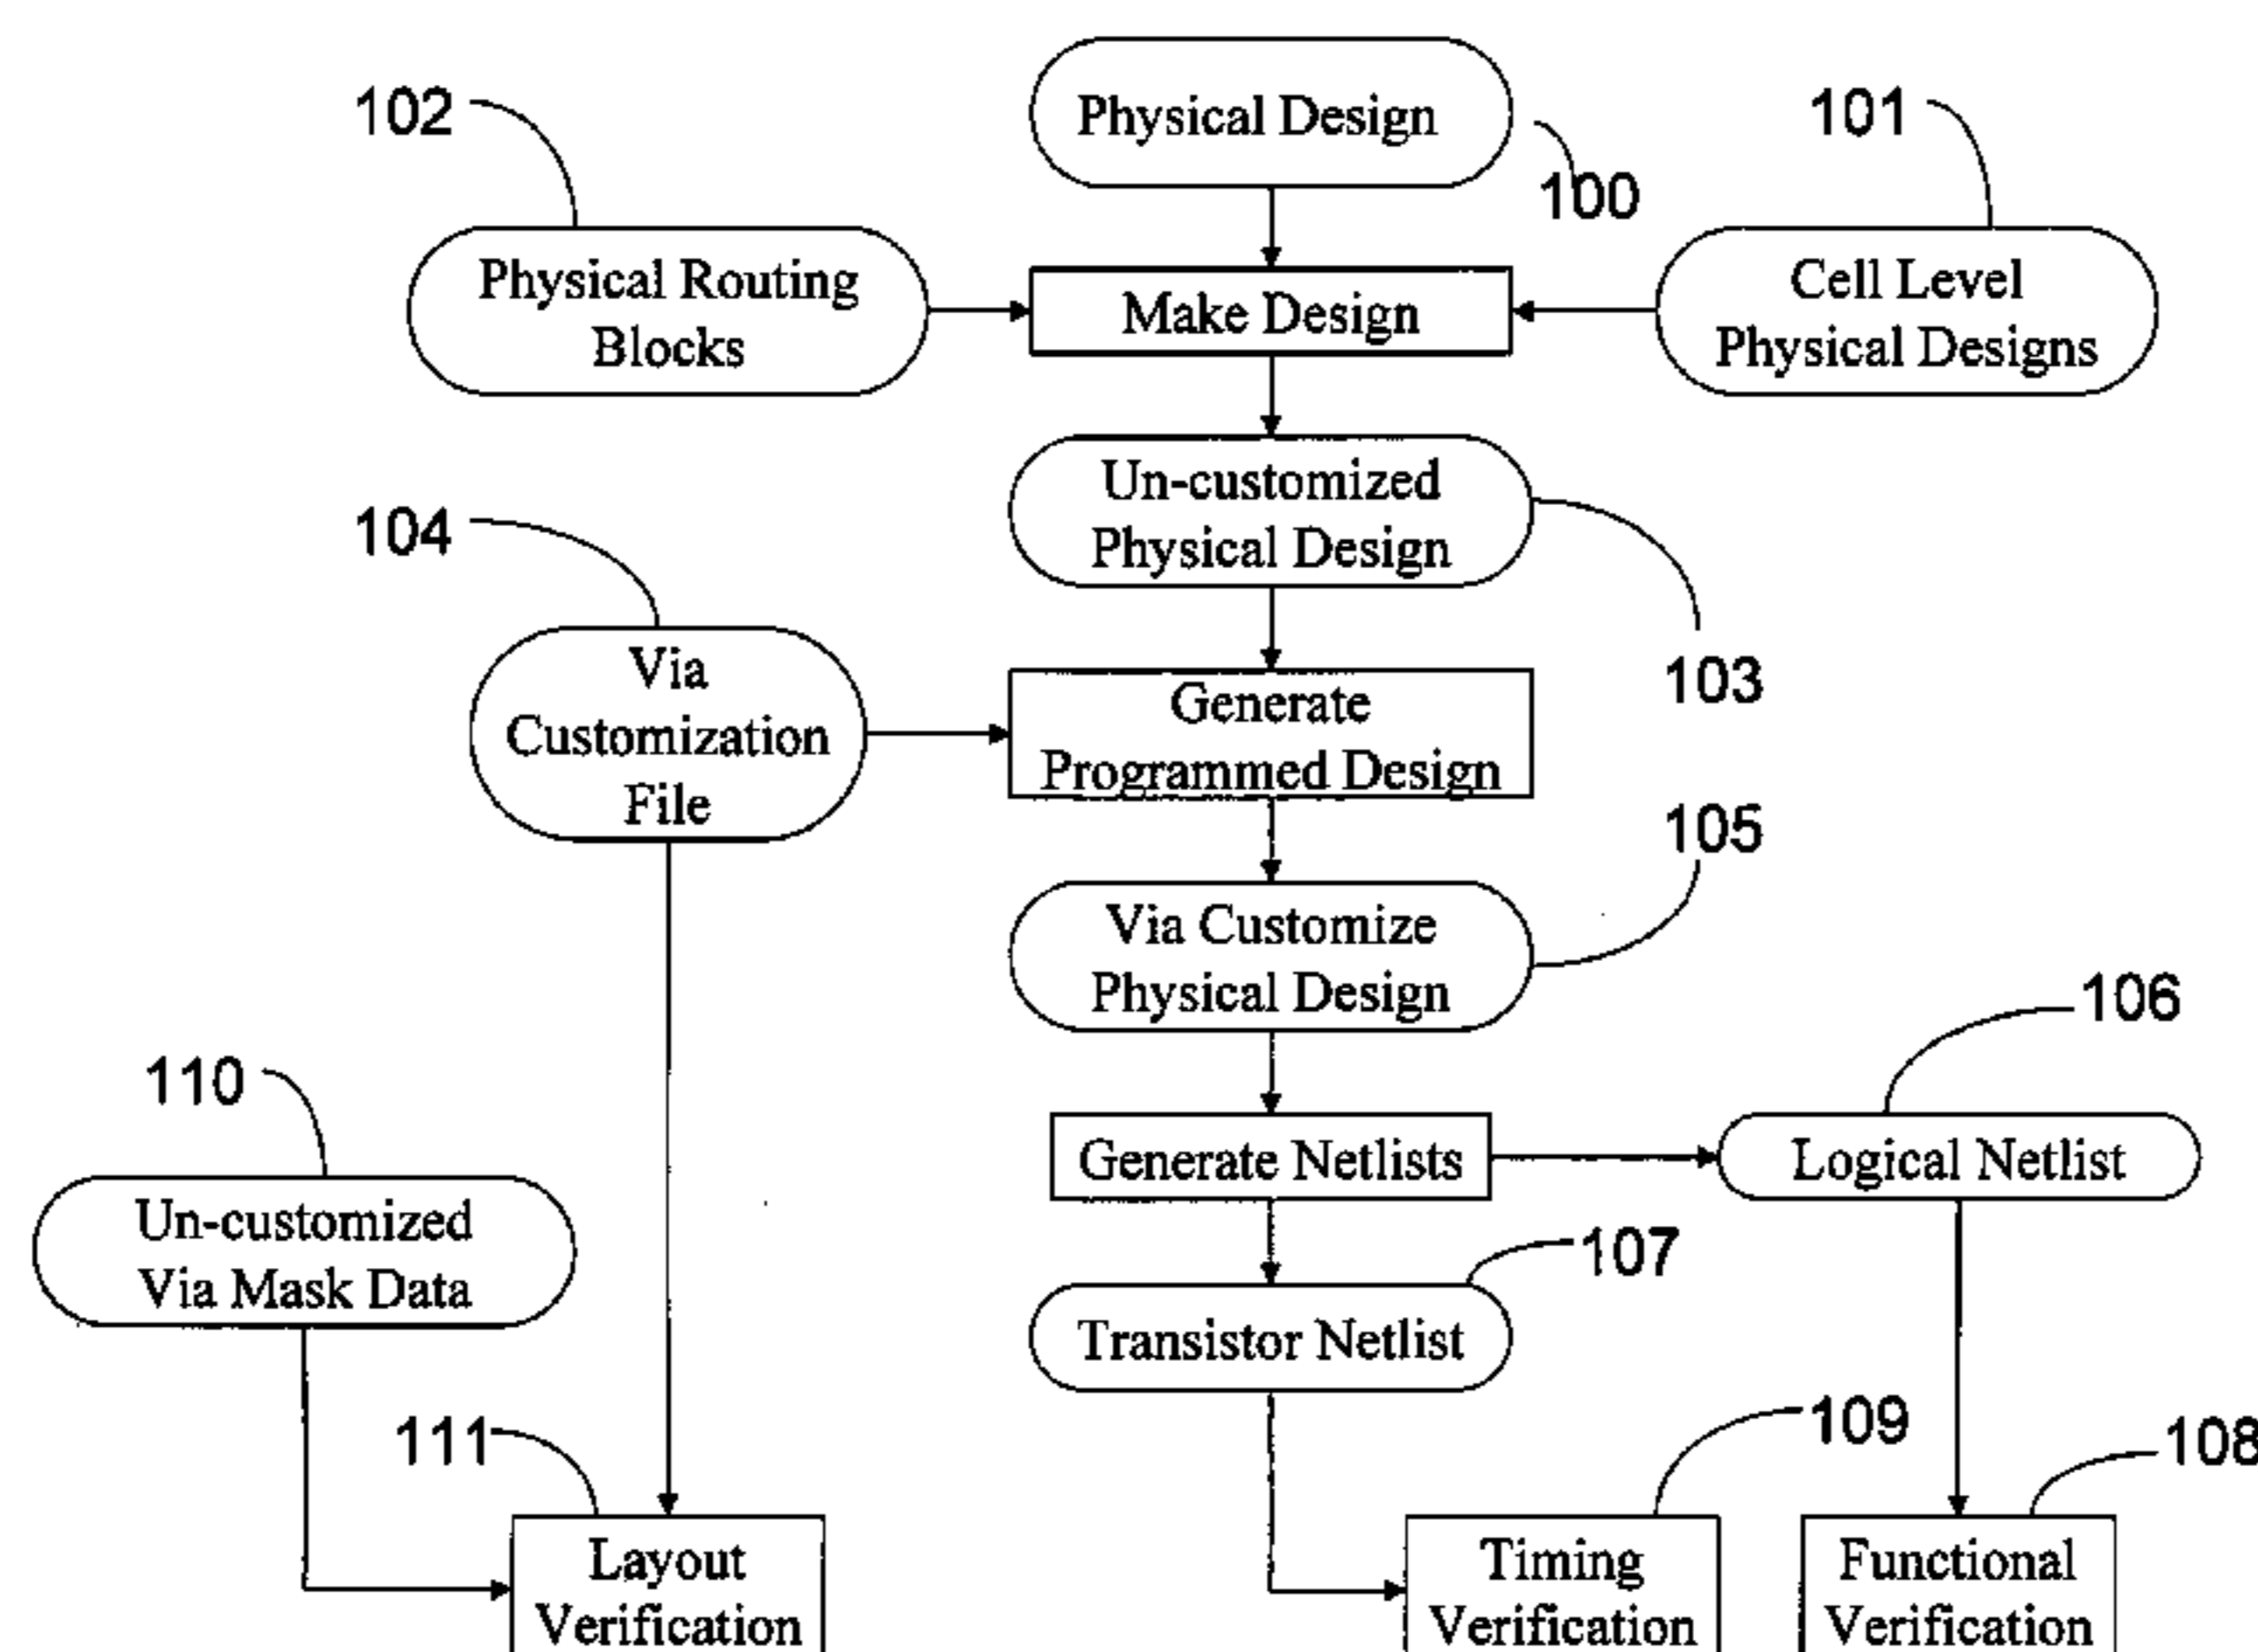 Physical Design
100
102
101
Physical Routing
Blocks
Make Design
Cell Level
Physical Designs
Un-customized
Physical Design
103
104
Via
Customization
File
Generate
Programmed Design
105
Via Customize
Physical Design
106
110
Generate Netlists
Logical Netlist
Un-customized
Via Mask Data
107
Transistor Netlist
111
109
108
Layout
Verification
Timing
Verification
Functional
Verification